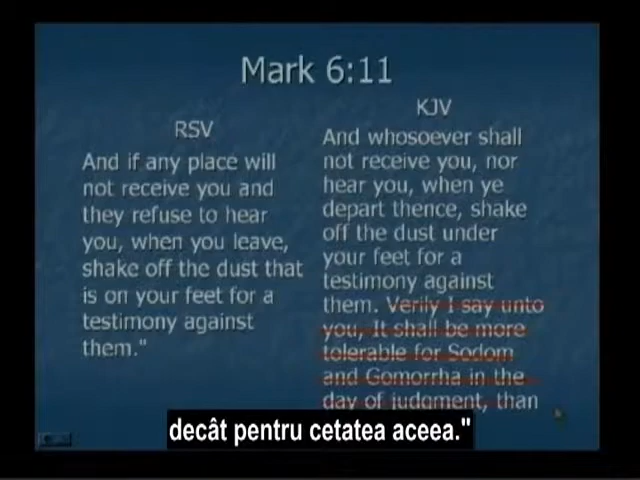 Mark 6:11
RSV
And if any place will
not receive you and
they refuse to hear
you, when you leave,
shake off the dust that
is on your feet for a
testimony against
them."
KJV
And whosoever shall
not receive you, nor
hear you, when ye
depart thence, shake
off the dust under
your feet for a
testimony against
them. Verily I say unto
you, It shall be more
tolerable for Sodom
and Gomorrha in the
day of judgment, than
decât pentru cetatea aceea."